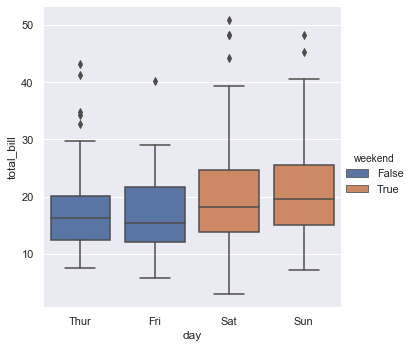 50
40
30
20
10
total_bill
Thur Fri Sat Sun
day
weekend
False
True